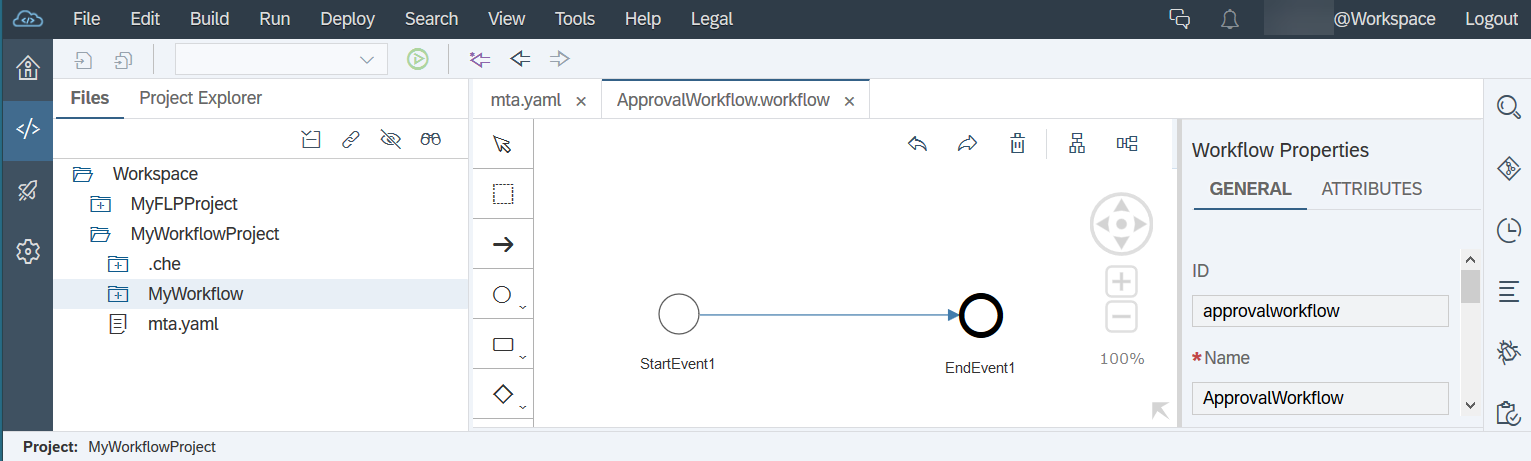 File Edit Build Run Deploy Search View Tools Help Legal @Workspace Logout
Files Project Explorer
mta.yaml × ApprovalWorkflow.workflow ×
Workspace
MyFLPProject
MyWorkflowProject
.che
MyWorkflow
mta.yaml
StartEvent1
EndEvent1
100%
Workflow Properties
GENERAL ATTRIBUTES
ID
approvalworkflow
*Name
ApprovalWorkflow
Project: MyWorkflowProject